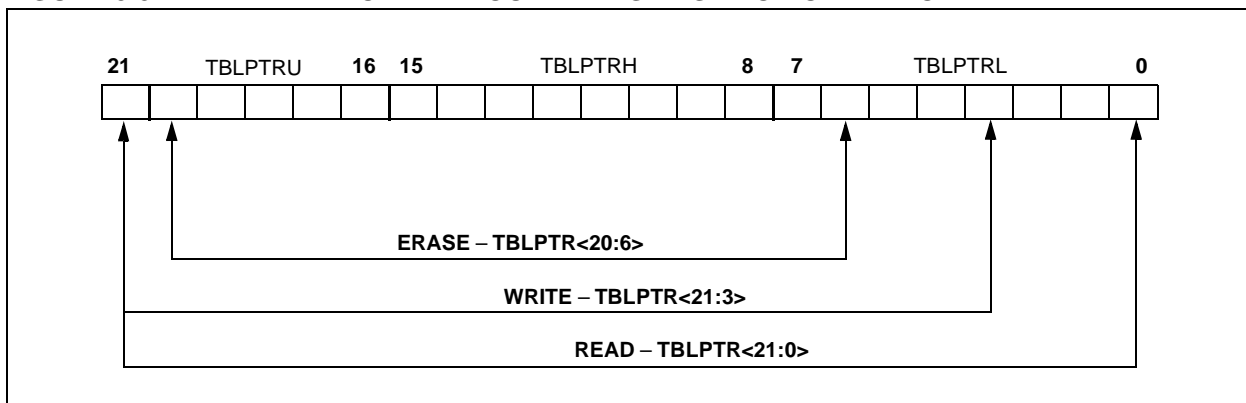 21 TBLPTRU 16 15 TBLPTRH 8 7 TBLPTRL 0
ERASE – TBLPTR<20:6>
WRITE – TBLPTR<21:3>
READ – TBLPTR<21:0>